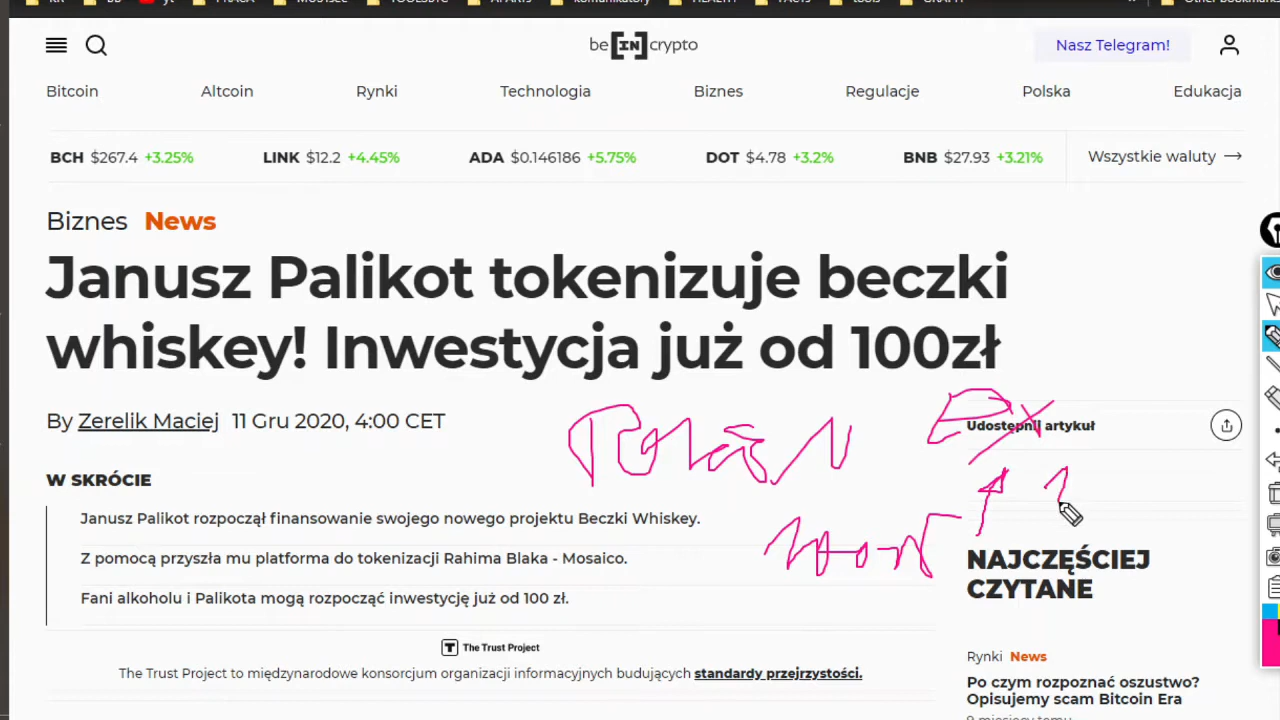 be [IN] crypto
Nasz Telegram!
Bitcoin Altcoin Rynki Technologia Biznes Regulacje Polska Edukacja
BCH $267.4 +3.25% LINK $12.2 +4.45% ADA $0.146186 +5.75% DOT $4.78 +3.2% BNB $27.93 +3.21% Wszystkie waluty →
Biznes News
Janusz Palikot tokenizuje beczki
whiskey! Inwestycja już od 100zł
By Zerelik Maciej 11 Gru 2020, 4:00 CET
Udostępnij artykuł
W SKRÓCIE
Janusz Palikot rozpoczął finansowanie swojego nowego projektu Beczki Whiskey.
Z pomocą przyszła mu platforma do tokenizacji Rahima Blaka - Mosaico.
Fani alkoholu i Palikota mogą rozpocząć inwestycję już od 100 zł.
The Trust Project
The Trust Project to międzynarodowe konsorcjum organizacji informacyjnych budujących standardy przejrzystości.
NAJCZĘŚCIEJ
CZYTANE
Rynki News
Po czym rozpoznać oszustwo?
Opisujemy scam Bitcoin Era
9 miesięcy temu